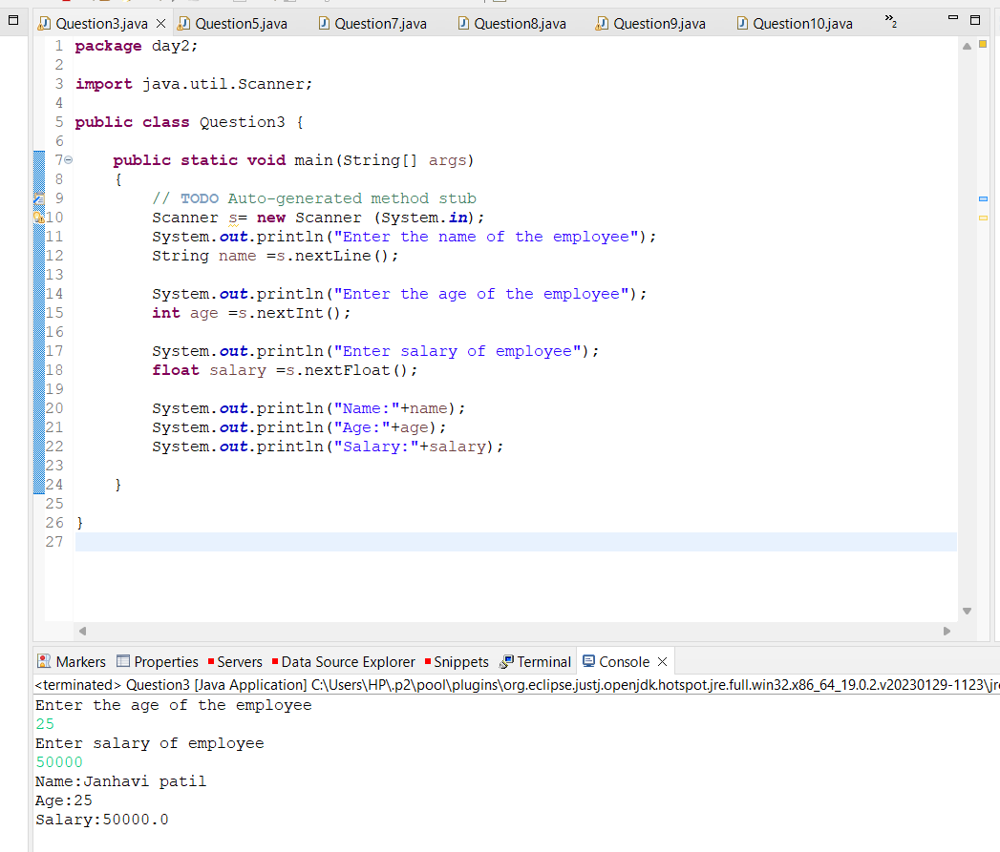 Question3.java Question5.java Question7.java Question8.java Question9.java Question10.java »2
1 package day2;
2
3 import java.util.Scanner;
4
5 public class Question3 {
6
7 public static void main(String[] args)
8 {
9 // TODO Auto-generated method stub
10 Scanner s= new Scanner (System.in);
11 System.out.println("Enter the name of the employee");
12 String name =s.nextLine();
13
14 System.out.println("Enter the age of the employee");
15 int age =s.nextInt();
16
17 System.out.println("Enter salary of employee");
18 float salary =s.nextFloat();
19
20 System.out.println("Name:"+name);
21 System.out.println("Age:"+age);
22 System.out.println("Salary:"+salary);
23
24 }
25
26 }
27
Markers Properties Servers Data Source Explorer Snippets Terminal Console
<terminated> Question3 [Java Application] C:\Users\HP\.p2\pool\plugins\org.eclipse.justj.openjdk.hotspot.jre.full.win32.x86_64_19.0.2.v20230129-1123\jre
Enter the age of the employee
25
Enter salary of employee
50000
Name:Janhavi patil
Age:25
Salary:50000.0